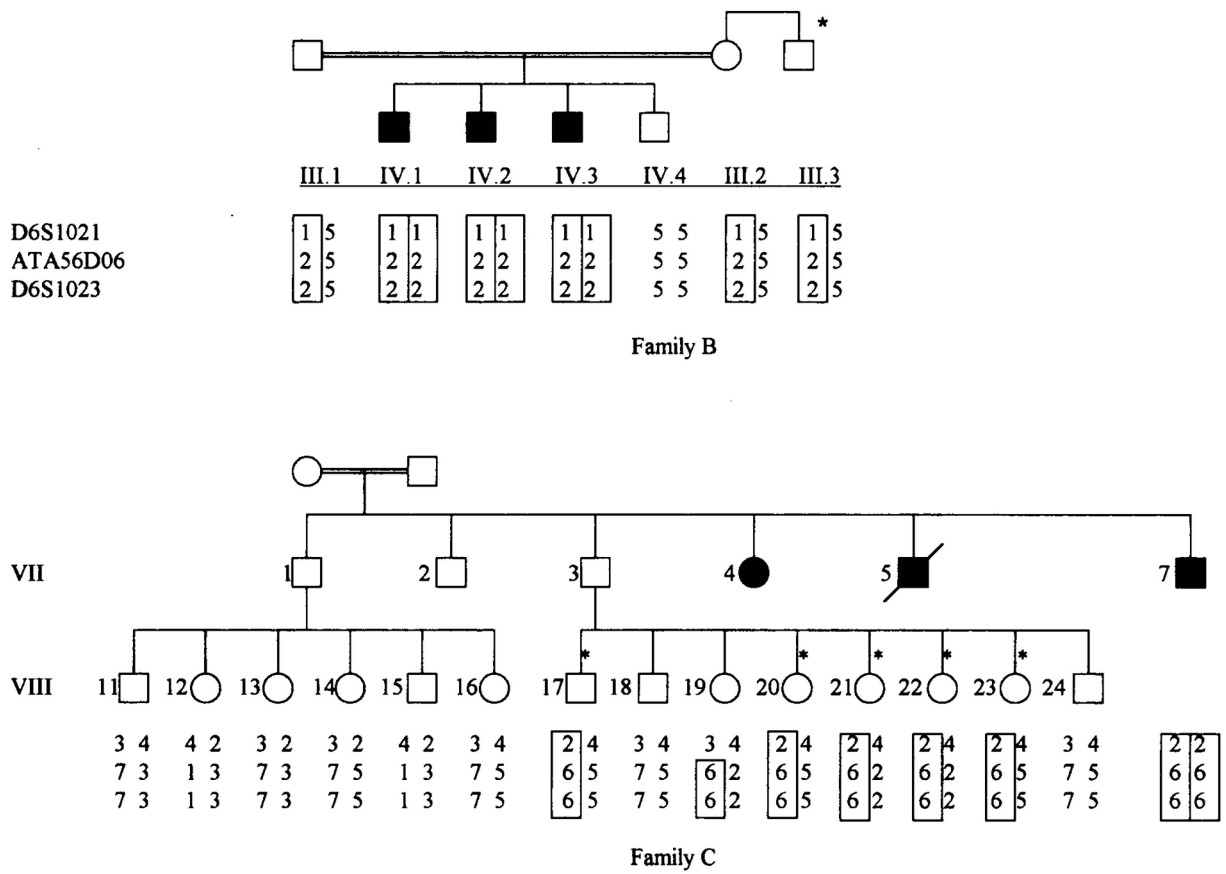 *
III.1 IV.1 IV.2 IV.3 IV.4 III.2 III.3
D6S1021 1 5 1 1 1 1 1 1 5 5 1 5 1 5
ATA56D06 2 5 2 2 2 2 2 2 5 5 2 5 2 5
D6S1023 2 5 2 2 2 2 2 2 5 5 2 5 2 5
Family B
VII 1 2 3 4 5 7
* * * * *
VIII 11 12 13 14 15 16 17 18 19 20 21 22 23 24
3 4 4 2 3 2 3 2 4 2 3 4 2 4 3 4 3 4 2 4 2 4 2 4 2 4 3 4 2 2
7 3 1 3 7 3 7 5 1 3 7 5 6 5 7 5 6 2 6 5 6 2 6 2 6 5 7 5 6 6
7 3 1 3 7 3 7 5 1 3 7 5 6 5 7 5 6 2 6 5 6 2 6 2 6 5 7 5 6 6
Family C